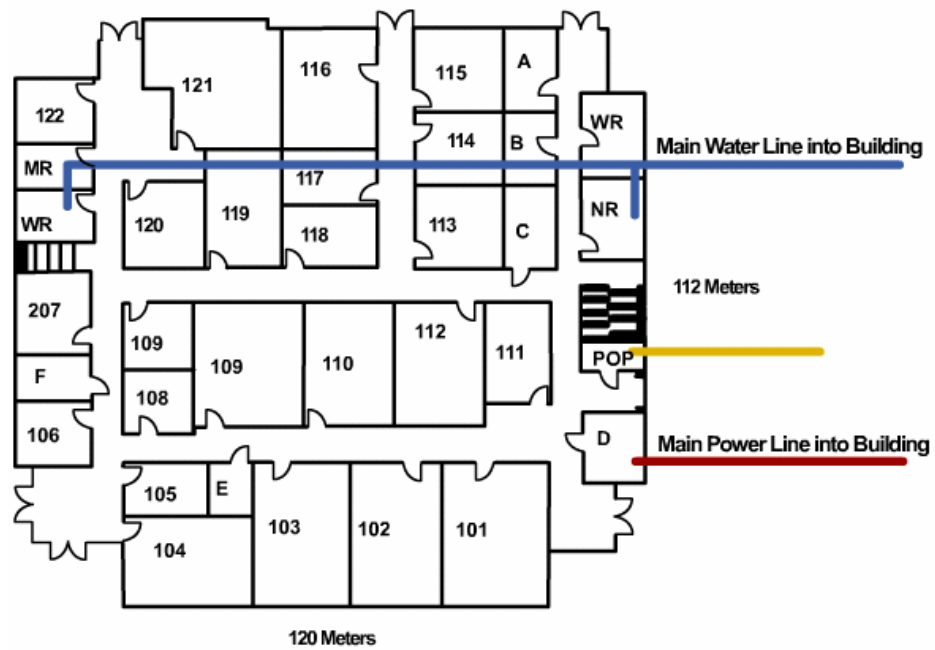 A
116
115
121
122
WR
Main Water Line into Building
114
B
MR
117
NR
119
120
WR
113
C
118
112 Meters
207
112
109
POP
111
109
110
F
108
106
D
Main Power Line into Building
105
E
103
102
101
104
120 Meters